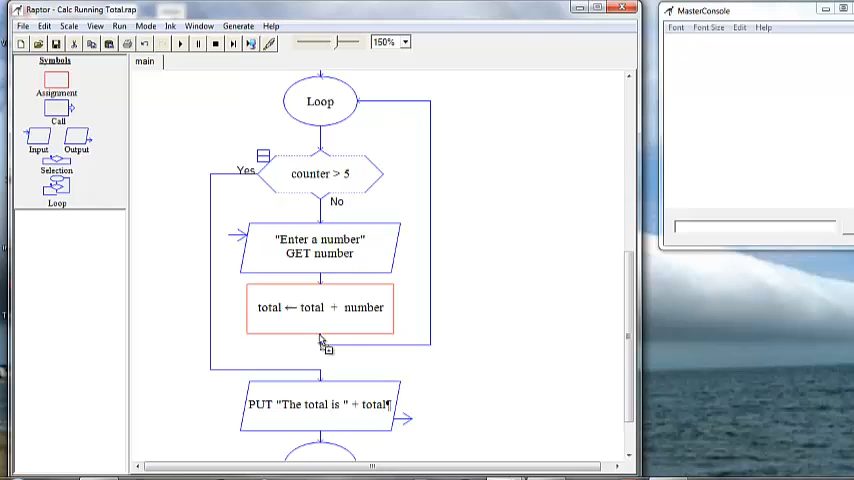 Raptor - Calc Running Total.rap
File Edit Scale View Run Mode Ink Window Generate Help
150%
Symbols
Assignment
Call
Input Output
Selection
Loop
main
Loop
counter > 5
Yes
No
"Enter a number"
GET number
total ← total + number
PUT "The total is " + total¶
MasterConsole
Font Font Size Edit Help